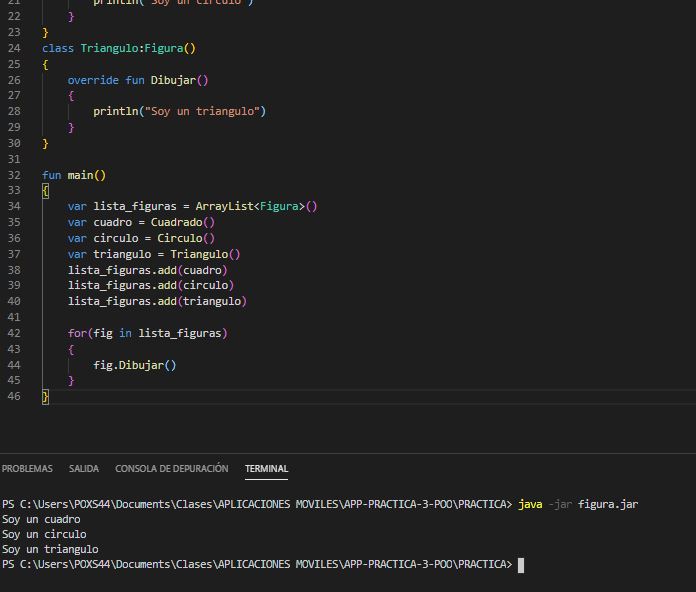 21 println("Soy un circulo")
22 }
23 }
24 class Triangulo:Figura()
25 {
26 override fun Dibujar()
27 {
28 println("Soy un triangulo")
29 }
30 }
31
32 fun main()
33 {
34 var lista_figuras = ArrayList<Figura>()
35 var cuadro = Cuadrado()
36 var circulo = Circulo()
37 var triangulo = Triangulo()
38 lista_figuras.add(cuadro)
39 lista_figuras.add(circulo)
40 lista_figuras.add(triangulo)
41
42 for(fig in lista_figuras)
43 {
44 fig.Dibujar()
45 }
46 }
PROBLEMAS SALIDA CONSOLA DE DEPURACIÓN TERMINAL
PS C:\Users\POXS44\Documents\Clases\APLICACIONES MOVILES\APP-PRACTICA-3-POO\PRACTICA> java -jar figura.jar
Soy un cuadro
Soy un circulo
Soy un triangulo
PS C:\Users\POXS44\Documents\Clases\APLICACIONES MOVILES\APP-PRACTICA-3-POO\PRACTICA>